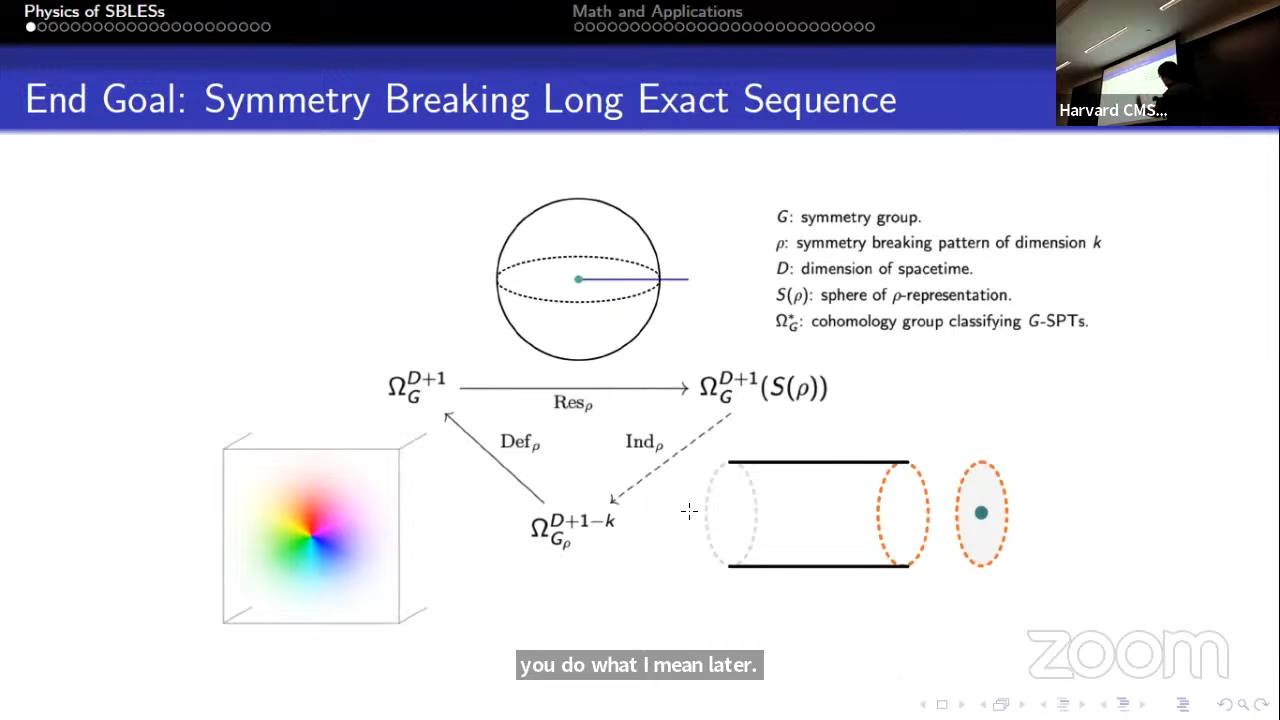 Physics of SBLESs
Math and Applications
End Goal: Symmetry Breaking Long Exact Sequence
Harvard CMS...
G: symmetry group.
ρ: symmetry breaking pattern of dimension k
D: dimension of spacetime.
S(ρ): sphere of ρ-representation.
Ω*_G: cohomology group classifying G-SPTs.
Ω_G^{D+1}
Res_ρ
Ω_G^{D+1}(S(ρ))
Def_ρ
Ind_ρ
Ω_{G_ρ}^{D+1−k}
zoom
you do what I mean later.